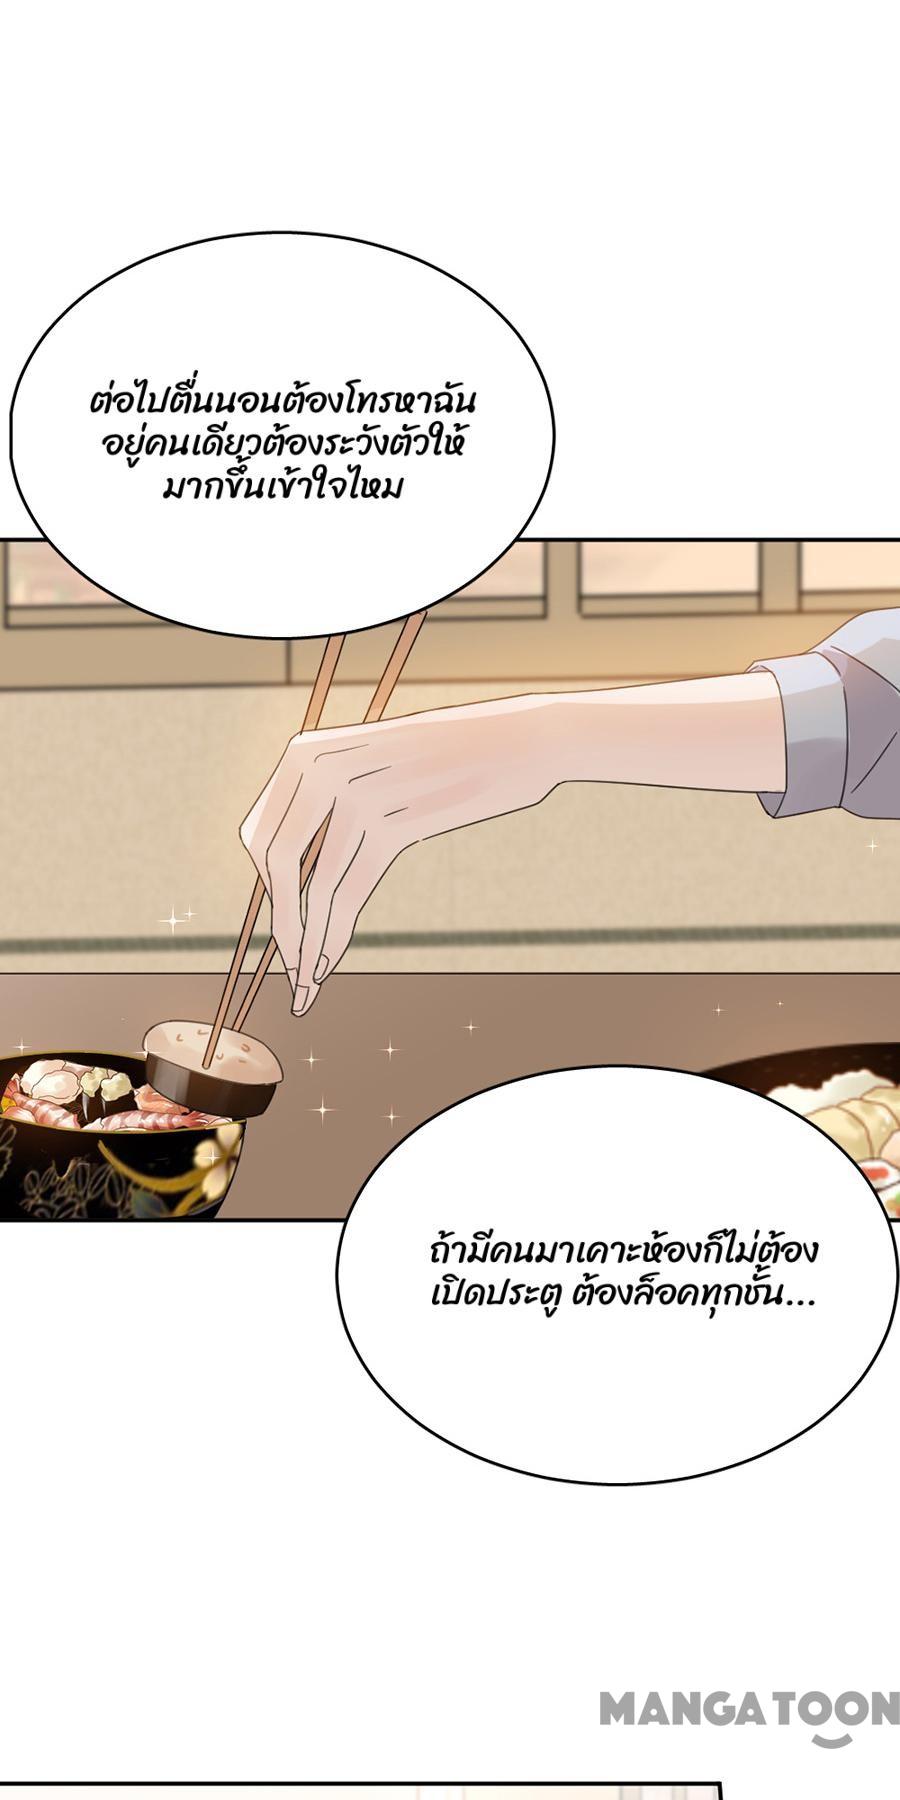 ต่อไปตื่นนอนต้องโทรหาฉัน
อยู่คนเดียวต้องระวังตัวให้
มากขึ้นเข้าใจไหม
ถ้ามีคนมาเคาะห้องก็ไม่ต้อง
เปิดประตู ต้องล็อคทุกชั้น...
MANGATOON